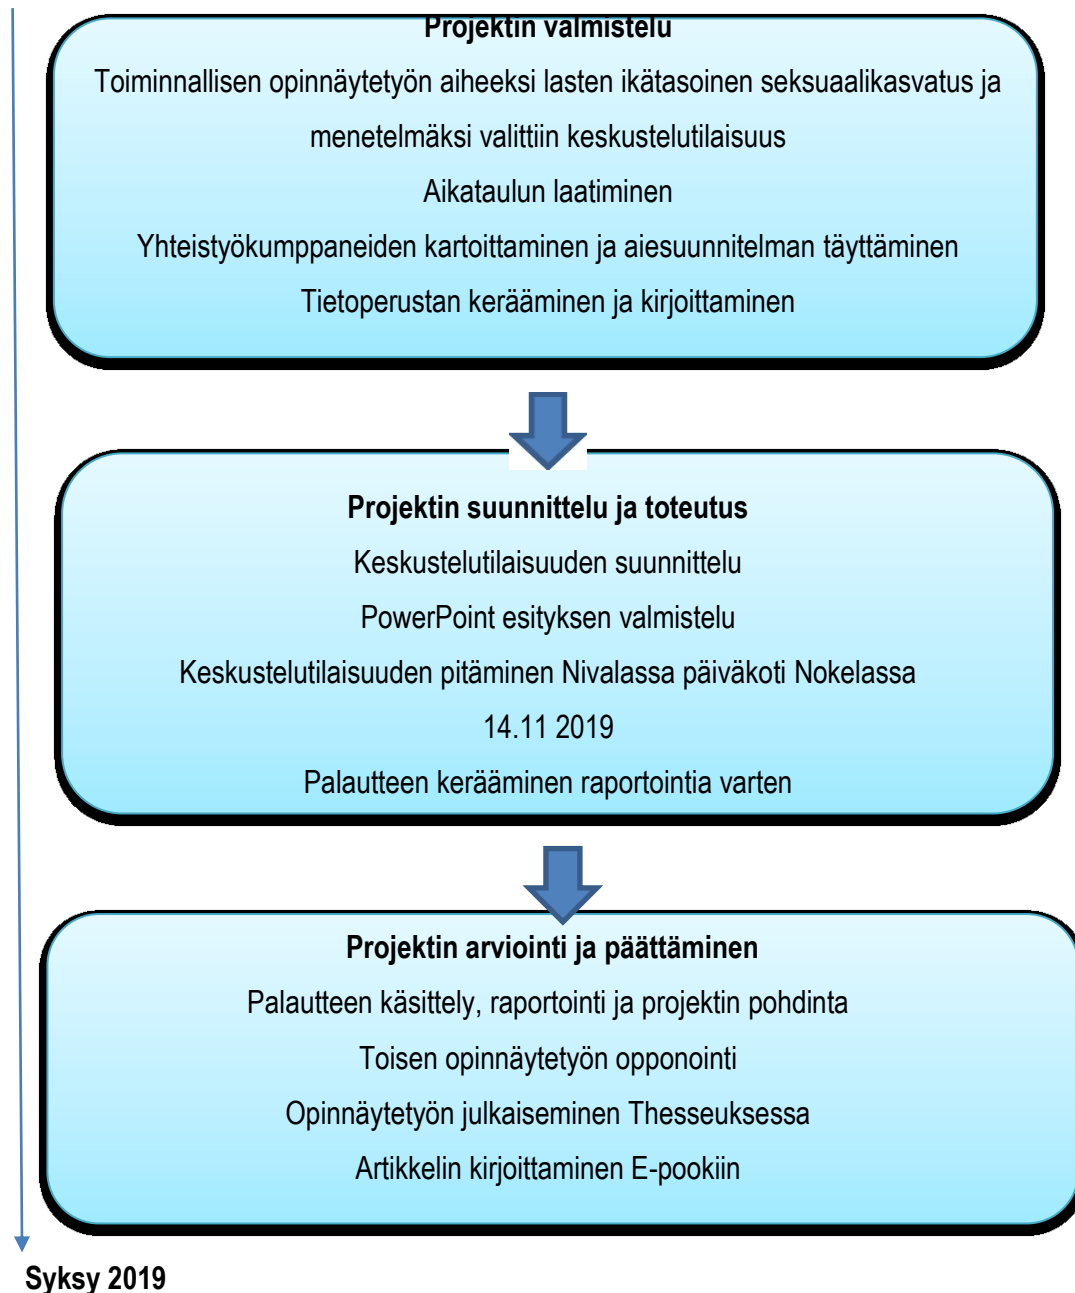 Projektin valmistelu
Toiminnallisen opinnäytetyön aiheeksi lasten ikätasoinen seksuaalikasvatus ja
menetelmäksi valittiin keskustelutilaisuus
Aikataulun laatiminen
Yhteistyökumppaneiden kartoittaminen ja aiesuunnitelman täyttäminen
Tietoperustan kerääminen ja kirjoittaminen
Projektin suunnittelu ja toteutus
Keskustelutilaisuuden suunnittelu
PowerPoint esityksen valmistelu
Keskustelutilaisuuden pitäminen Nivalassa päiväkoti Nokelassa
14.11 2019
Palautteen kerääminen raportointia varten
Projektin arviointi ja päättäminen
Palautteen käsittely, raportointi ja projektin pohdinta
Toisen opinnäytetyön opponointi
Opinnäytetyön julkaiseminen Thesseuksessa
Artikkelin kirjoittaminen E-pookiin
Syksy 2019